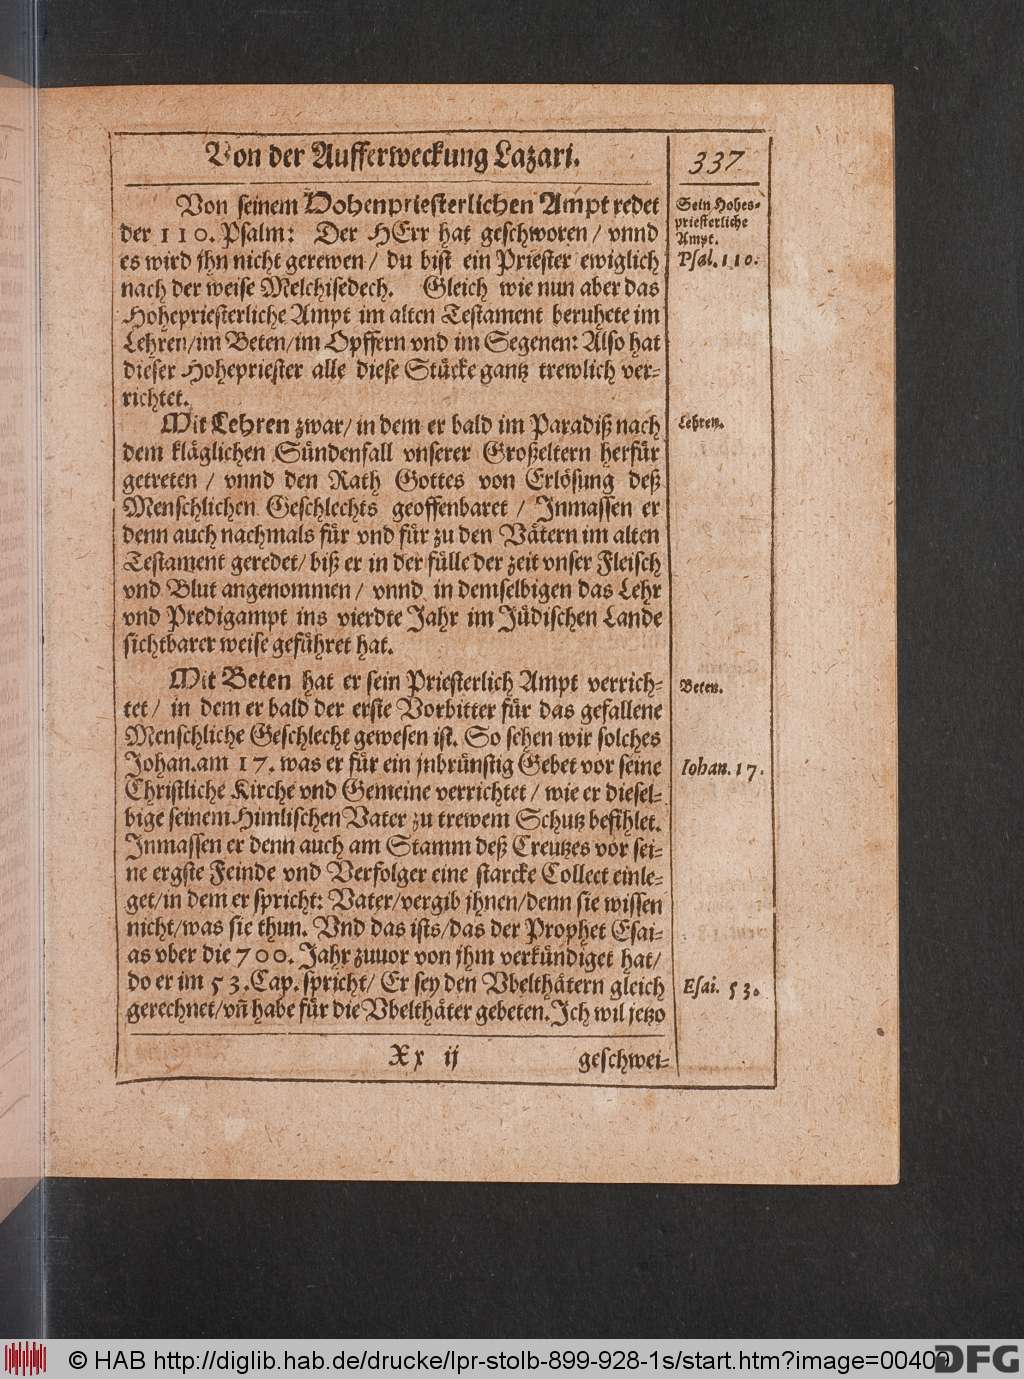 Von der Aufferweckung Lazari.
337
Von seinem Hohenpriesterlichen Ampt redet
der 110. Psalm: Der HErr hat geschworen / vnnd
es wird jhn nicht gerewen / du bist ein Priester ewiglich
nach der weise Melchisedech. Gleich wie nun aber das
Hohepriesterliche Ampt im alten Testament beruhete im
Lehren/im Beten/im Opffern vnd im Segenen: Also hat
dieser Hohepriester alle diese Stücke gantz trewlich ver-
richtet.
Sein Hohes-
priesterliche
Ampt.
Psal. 110.
Mit Lehren zwar/ in dem er bald im Paradiß nach
dem kläglichen Sündenfall vnserer Großeltern herfür
getreten / vnnd den Rath Gottes von Erlösung deß
Menschlichen Geschlechts geoffenbaret / Inmassen er
denn auch nachmals für vnd für zu den Vätern im alten
Testament geredet/ biß er in der fülle der zeit vnser Fleisch
vnd Blut angenommen / vnnd in demselbigen das Lehr
vnd Predigampt ins vierdte Jahr im Jüdischen Lande
sichtbarer weise geführet hat.
Lehren.
Mit Beten hat er sein Priesterlich Ampt verrich-
tet / in dem er bald der erste Vorbitter für das gefallene
Menschliche Geschlecht gewesen ist. So sehen wir solches
Johan. am 17. was er für ein jnbrünstig Gebet vor seine
Christliche Kirche vnd Gemeine verrichtet / wie er diesel-
bige seinem Himlischen Vater zu trewem Schutz befihlet.
Inmassen er denn auch am Stamm deß Creutzes vor sei-
ne ergste Feinde vnd Verfolger eine starcke Collect einle-
get/in dem er spricht: Vater/vergib jhnen/denn sie wissen
nicht/was sie thun. Vnd das ists/das der Prophet Esai-
as vber die 700. Jahr zuuor von jhm verkündiget hat/
do er im 53. Cap. spricht/ Er sey den Vbelthätern gleich
gerechnet/vñ habe für die Vbelthäter gebeten. Ich wil jetzo
Beten.
Iohan. 17.
Esai. 53.
Xx ij
geschwei-
© HAB http://diglib.hab.de/drucke/lpr-stolb-899-928-1s/start.htm?image=00409
DFG